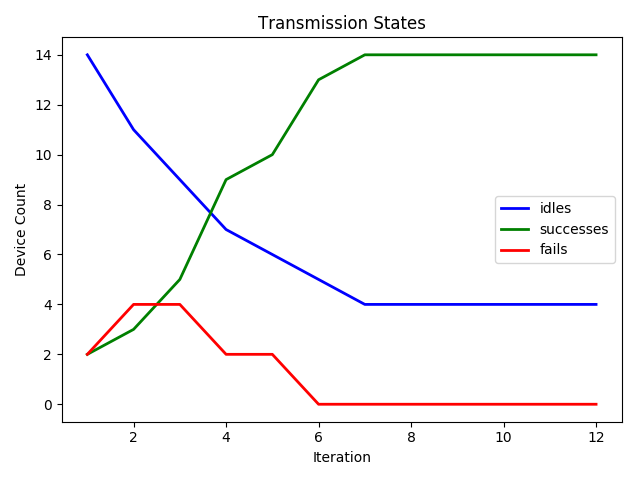 Transmission States
Device Count
14
12
10
8
6
4
2
0
idles
successes
fails
2 4 6 8 10 12
Iteration